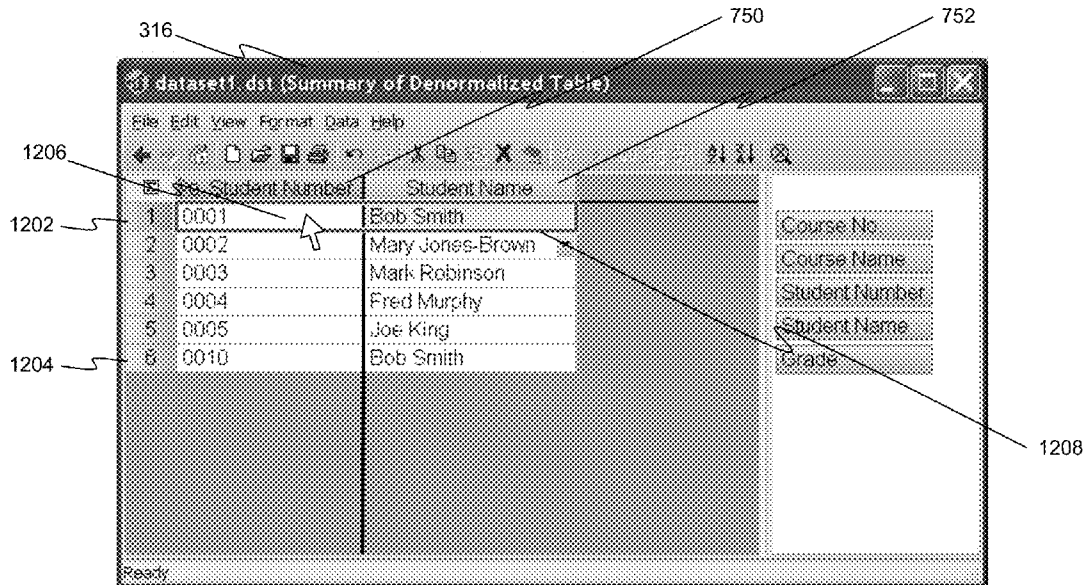 316
750
752
dataset1.dst (Summary of Denormalized Table)
File Edit View Format Data Help
1206
Student Number Student Name
1202
1 0001 Bob Smith
2 0002 Mary Jones-Brown
3 0003 Mark Robinson
4 0004 Fred Murphy
5 0005 Joe King
1204
6 0010 Bob Smith
Course No.
Course Name
Student Number
Student Name
Grade
1208
Ready